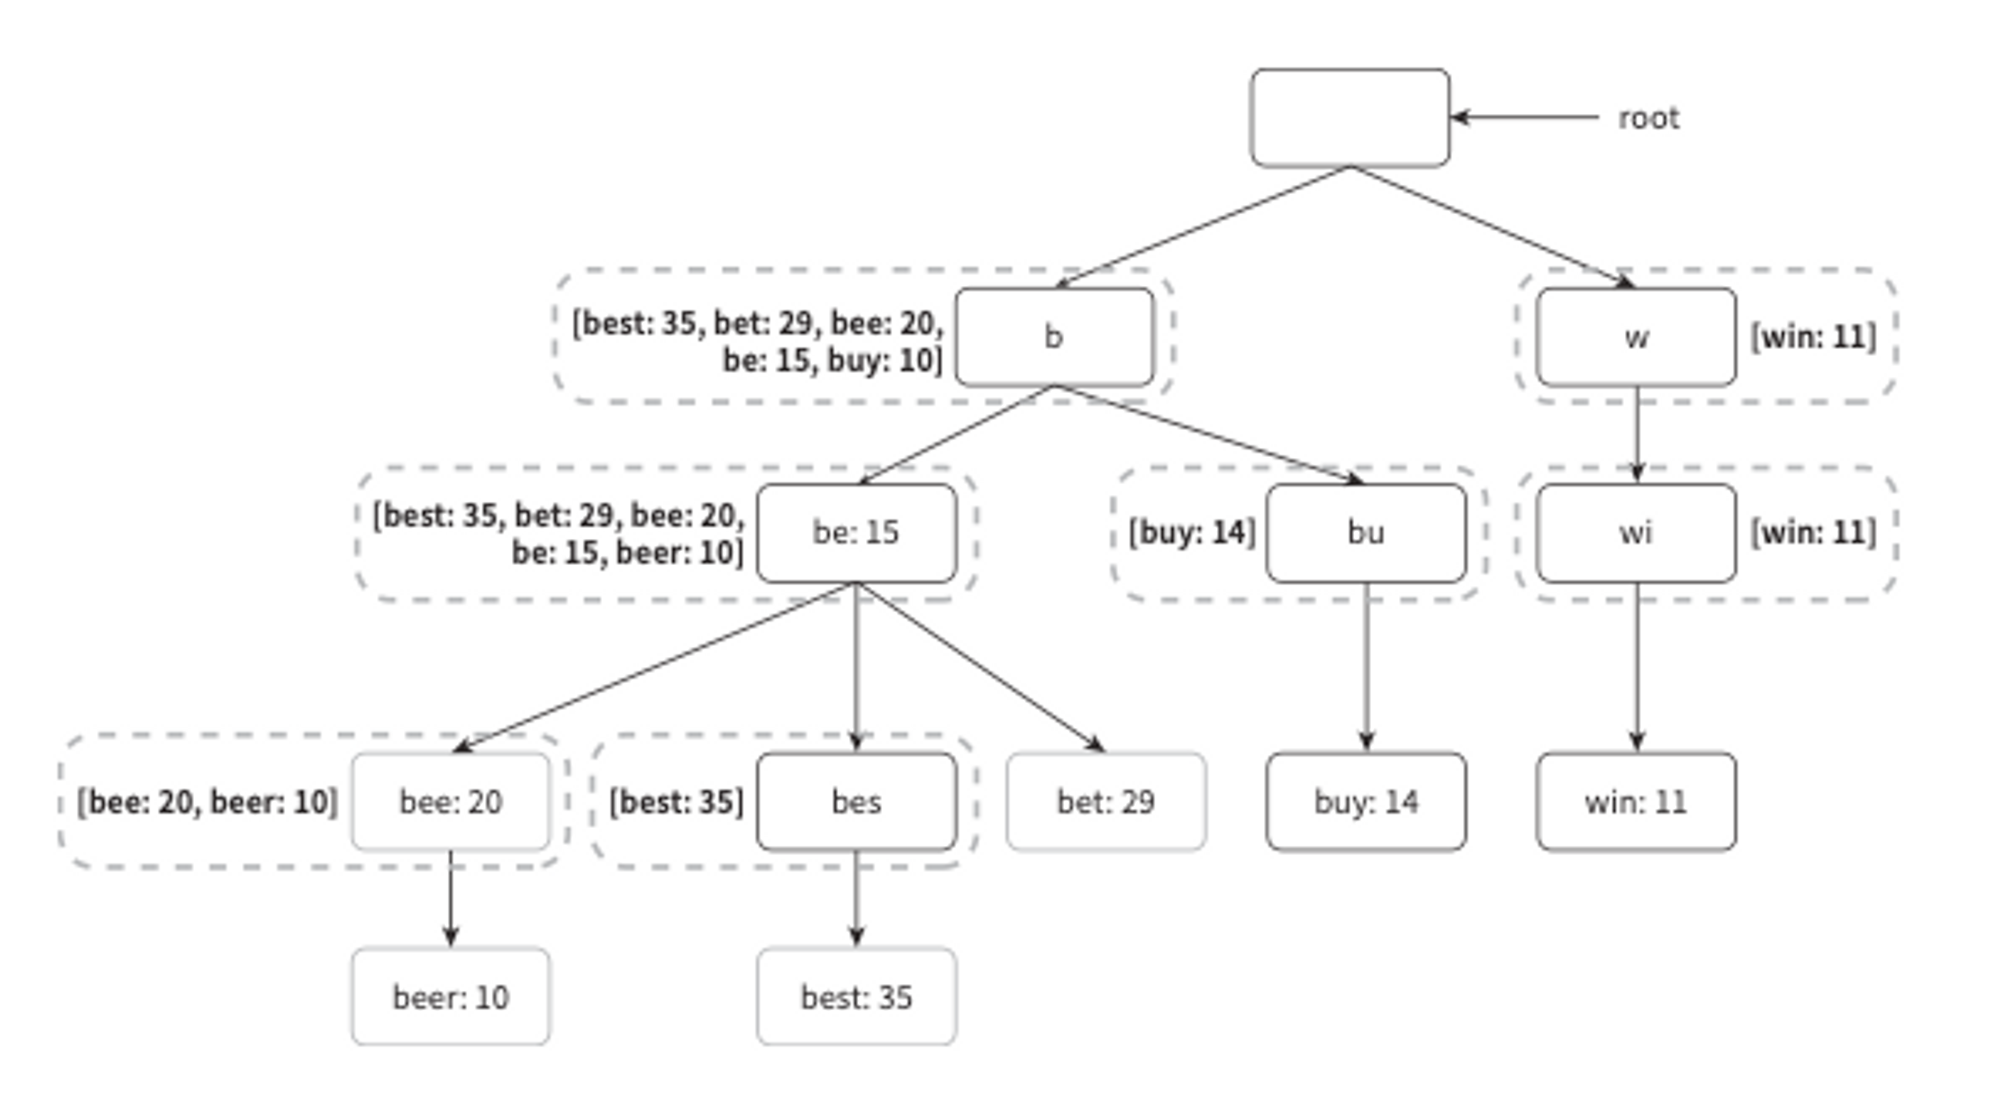 root
[best: 35, bet: 29, bee: 20,
be: 15, buy: 10]
b
w
[win: 11]
[best: 35, bet: 29, bee: 20,
be: 15, beer: 10]
be: 15
[buy: 14]
bu
wi
[win: 11]
[bee: 20, beer: 10]
bee: 20
[best: 35]
bes
bet: 29
buy: 14
win: 11
beer: 10
best: 35